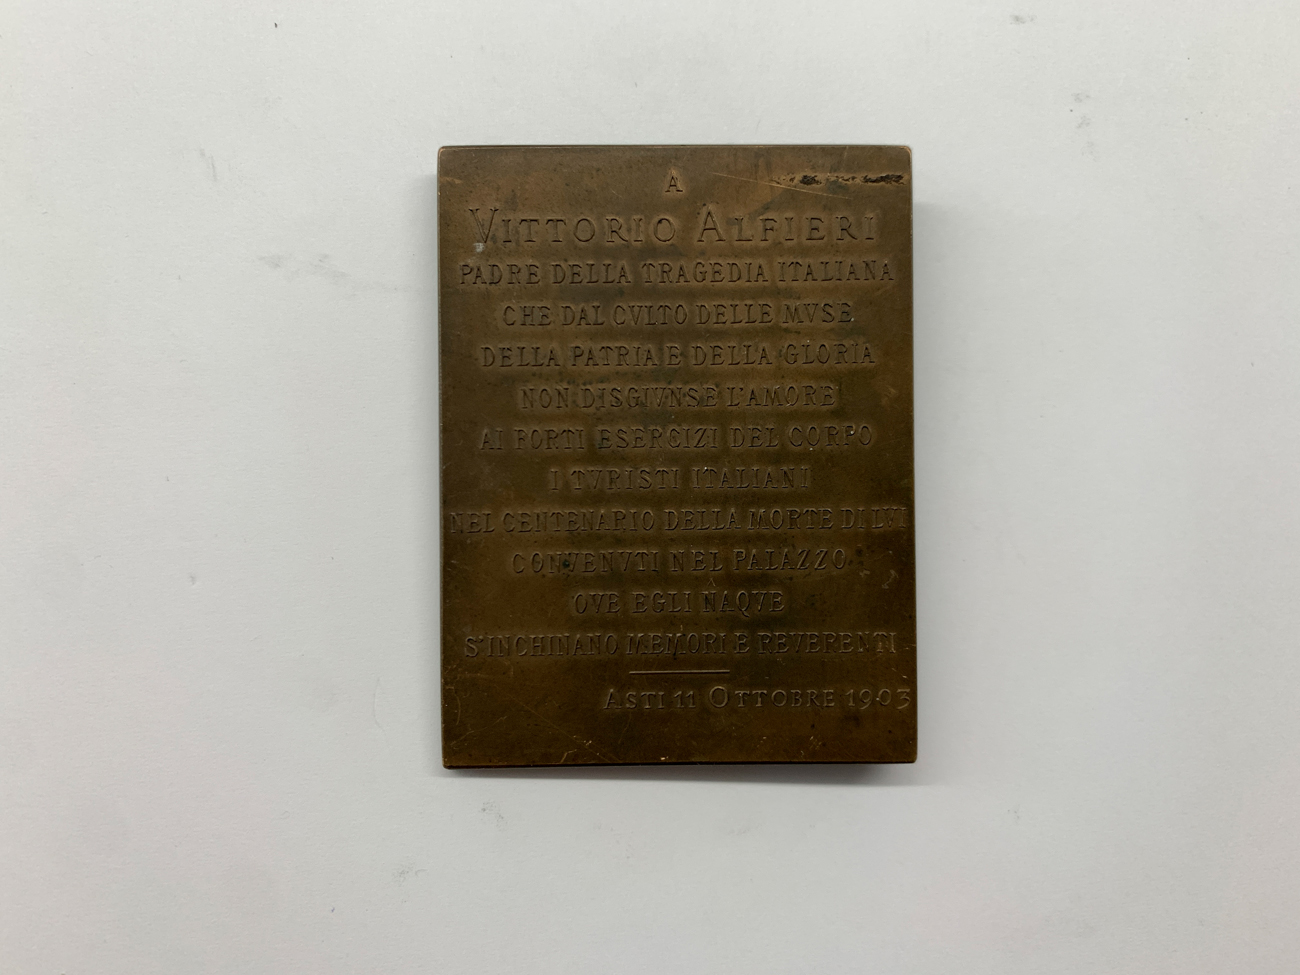 A
VITTORIO ALFIERI
PADRE DELLA TRAGEDIA ITALIANA
CHE DAL CVLTO DELLE MVSE
DELLA PATRIA E DELLA GLORIA
NON DISGIVNSE L'AMORE
AI FORTI ESERCIZI DEL CORPO
I TVRISTI ITALIANI
NEL CENTENARIO DELLA MORTE DI LVI
CONVENVTI NEL PALAZZO
OVE EGLI NAQVE
S'INCHINANO MEMORI E REVERENTI
ASTI 11 OTTOBRE 1903